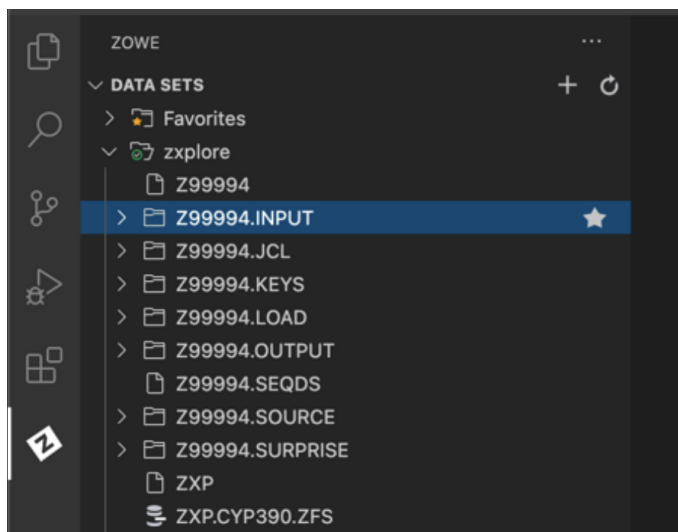 ZOWE
DATA SETS
Favorites
zxplore
Z99994
Z99994.INPUT
Z99994.JCL
Z99994.KEYS
Z99994.LOAD
Z99994.OUTPUT
Z99994.SEQDS
Z99994.SOURCE
Z99994.SURPRISE
ZXP
ZXP.CYP390.ZFS